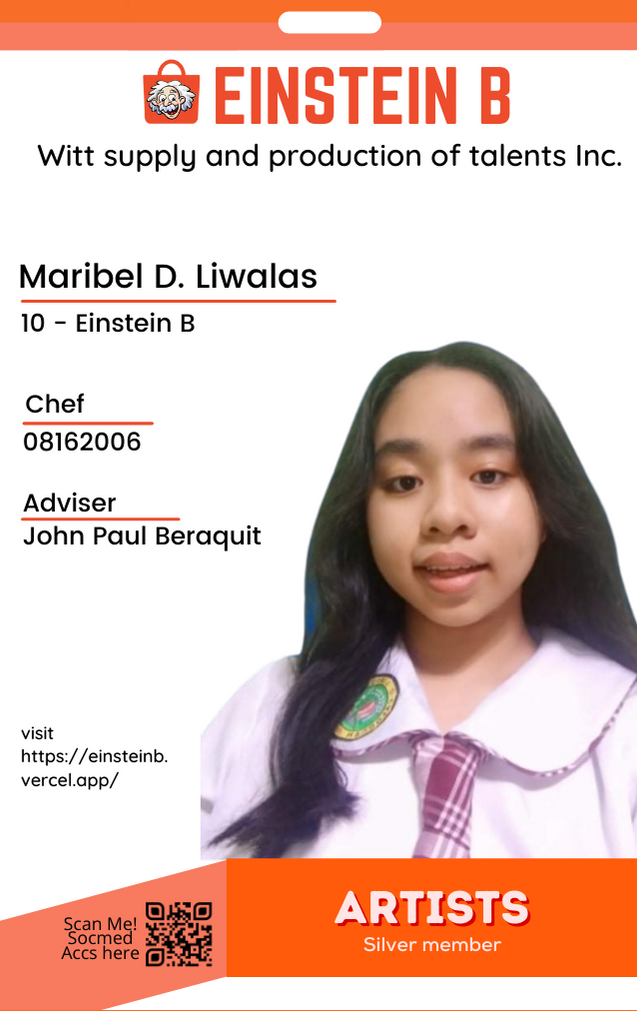 EINSTEIN B
Witt supply and production of talents Inc.
Maribel D. Liwalas
10 - Einstein B
Chef
08162006
Adviser
John Paul Beraquit
visit
https://einsteinb.
vercel.app/
Scan Me!
Socmed
Accs here
ARTISTS
Silver member